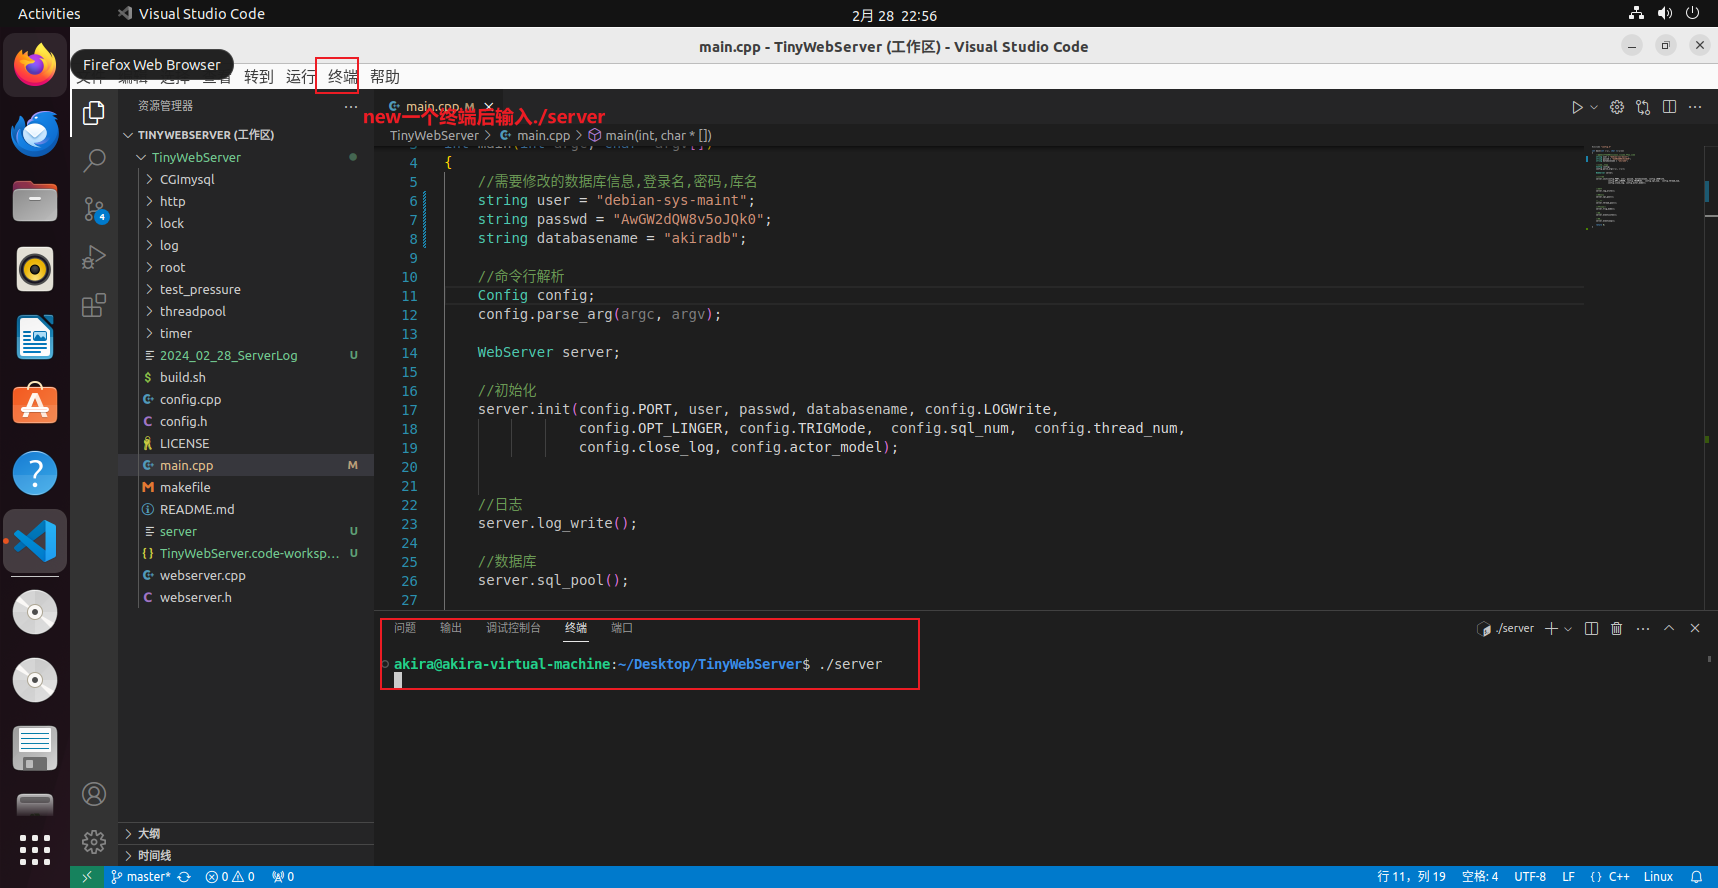 Activities
Visual Studio Code
2月 28 22:56
main.cpp - TinyWebServer (工作区) - Visual Studio Code
Firefox Web Browser
转到 运行 终端 帮助
资源管理器
main.cpp M
new一个终端后输入./server
TINYWEBSERVER (工作区)
TinyWebServer
CGImysql
http
lock
log
root
test_pressure
threadpool
timer
2024_02_28_ServerLog U
build.sh
config.cpp
config.h
LICENSE
main.cpp M
makefile
README.md
server U
TinyWebServer.code-worksp... U
webserver.cpp
webserver.h
大纲
时间线
TinyWebServer > main.cpp > main(int, char * [])
4 {
5 //需要修改的数据库信息,登录名,密码,库名
6 string user = "debian-sys-maint";
7 string passwd = "AwGW2dQW8v5oJQk0";
8 string databasename = "akiradb";
9
10 //命令行解析
11 Config config;
12 config.parse_arg(argc, argv);
13
14 WebServer server;
15
16 //初始化
17 server.init(config.PORT, user, passwd, databasename, config.LOGWrite,
18 config.OPT_LINGER, config.TRIGMode,  config.sql_num,  config.thread_num,
19 config.close_log, config.actor_model);
20
21
22 //日志
23 server.log_write();
24
25 //数据库
26 server.sql_pool();
27
问题 输出 调试控制台 终端 端口
./server
akira@akira-virtual-machine:~/Desktop/TinyWebServer$ ./server
4
master* 0 0 0
行 11，列 19 空格: 4 UTF-8 LF {} C++ Linux